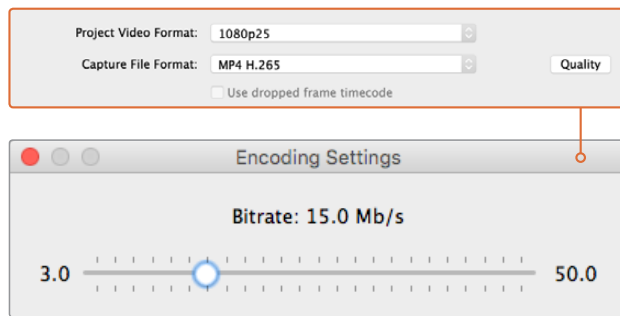 Project Video Format: 1080p25
Capture File Format: MP4 H.265 Quality
Use dropped frame timecode
Encoding Settings
Bitrate: 15.0 Mb/s
3.0 50.0